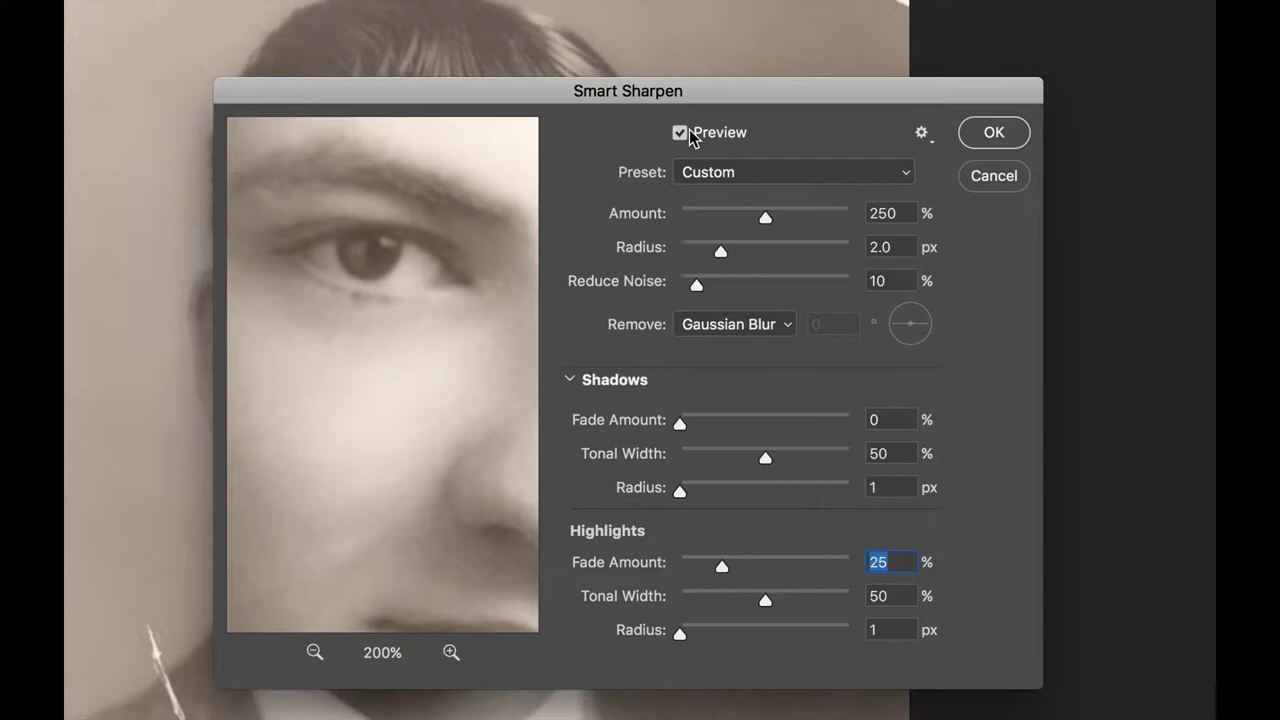 Smart Sharpen
Preview
OK
Preset: Custom
Cancel
Amount: 250 %
Radius: 2.0 px
Reduce Noise: 10 %
Remove: Gaussian Blur 0 °
Shadows
Fade Amount: 0 %
Tonal Width: 50 %
Radius: 1 px
Highlights
Fade Amount: 25 %
Tonal Width: 50 %
Radius: 1 px
200%